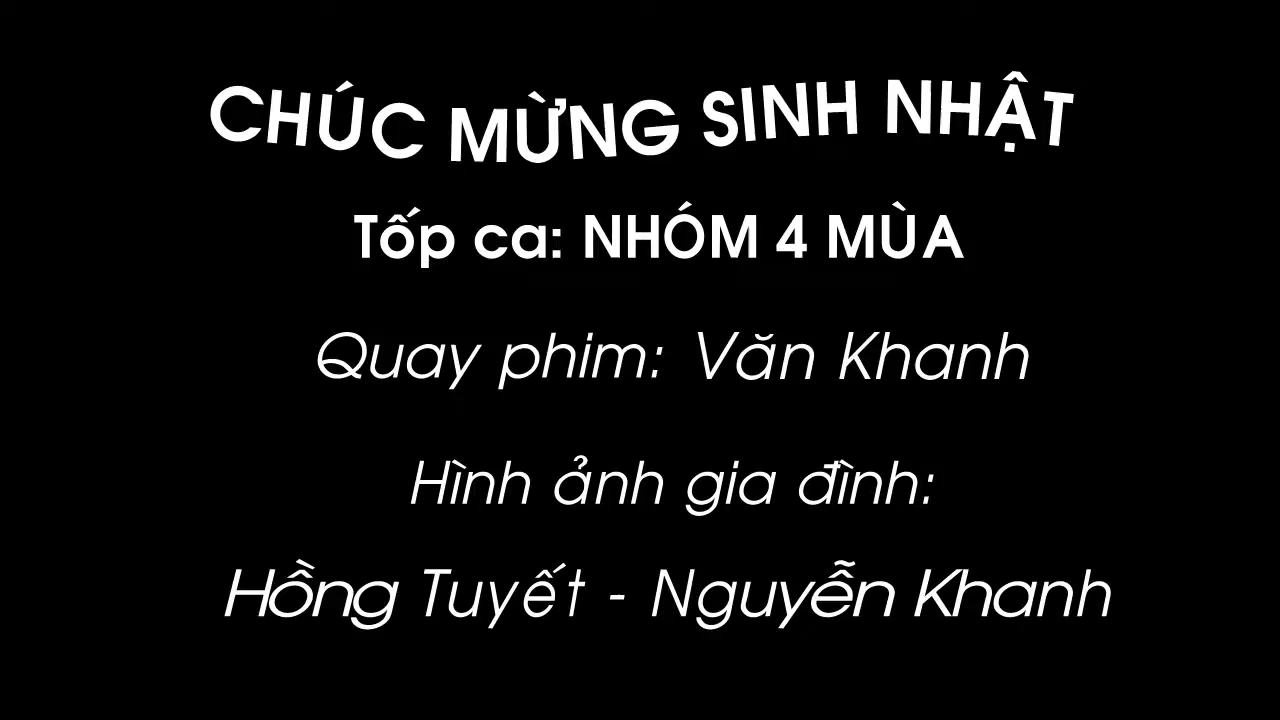 CHÚC MỪNG SINH NHẬT
Tốp ca: NHÓM 4 MÙA
Quay phim: Văn Khanh
Hình ảnh gia đình:
Hồng Tuyết - Nguyễn Khanh